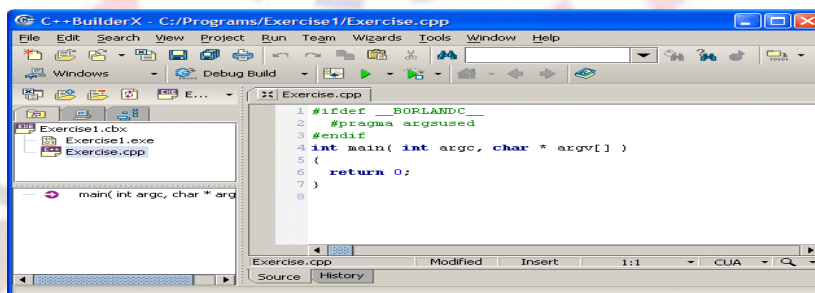 C++BuilderX - C:/Programs/Exercise1/Exercise.cpp
File Edit Search View Project Run Team Wizards Tools Window Help
Windows Debug Build
E... Exercise.cpp
Exercise1.cbx
Exercise1.exe
Exercise.cpp
main( int argc, char * arg
1 #ifdef __BORLANDC__
2 #pragma argsused
3 #endif
4 int main( int argc, char * argv[] )
5 {
6 return 0;
7 }
8
Exercise.cpp Modified Insert 1:1 CUA
Source History